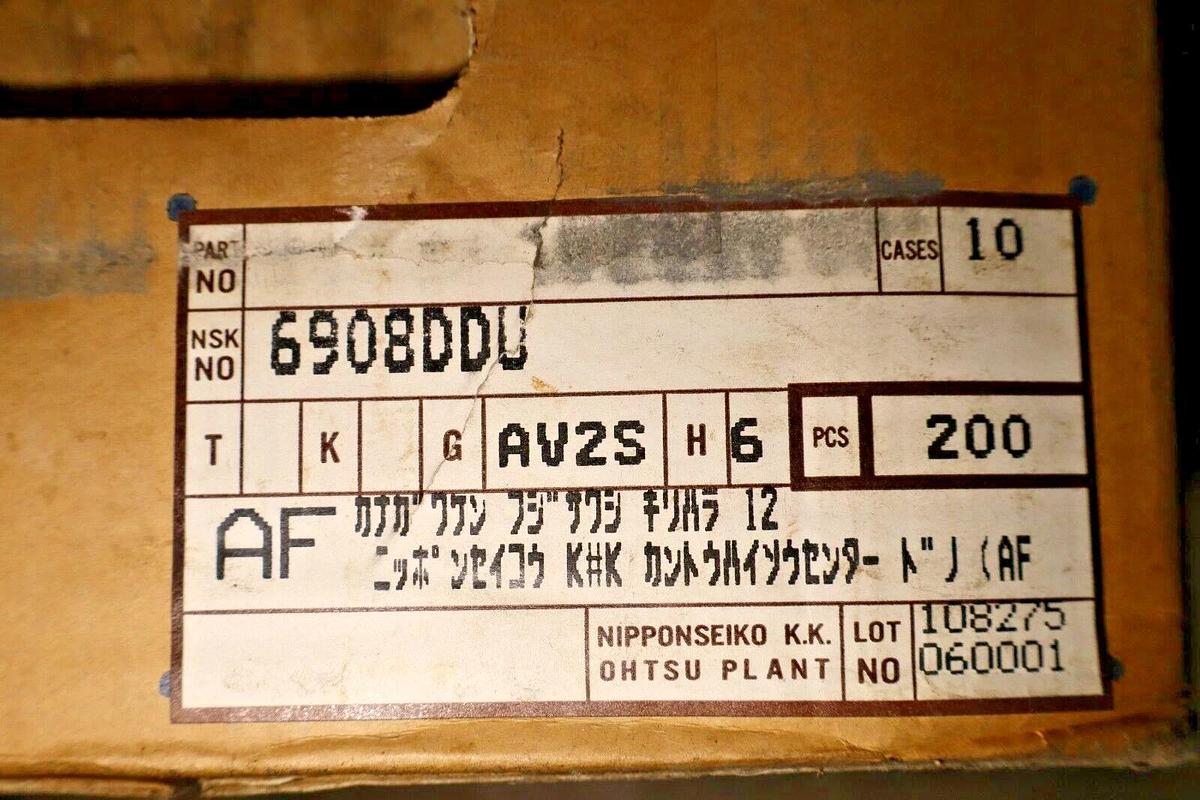 PART NO CASES 10
NSK NO 6908DDU
T K G AV2S H 6 PCS 200
AF ｶﾅｶﾞﾜｹﾝ ﾌｼﾞｻﾜｼ ｷﾘﾊﾗ 12
ﾆｯﾎﾟﾝｾｲｺｳ K#K ｶﾝﾄｳﾊｲｿｳｾﾝﾀｰ ﾄﾞﾉ (AF
NIPPONSEIKO K.K. LOT 108275
OHTSU PLANT NO 060001